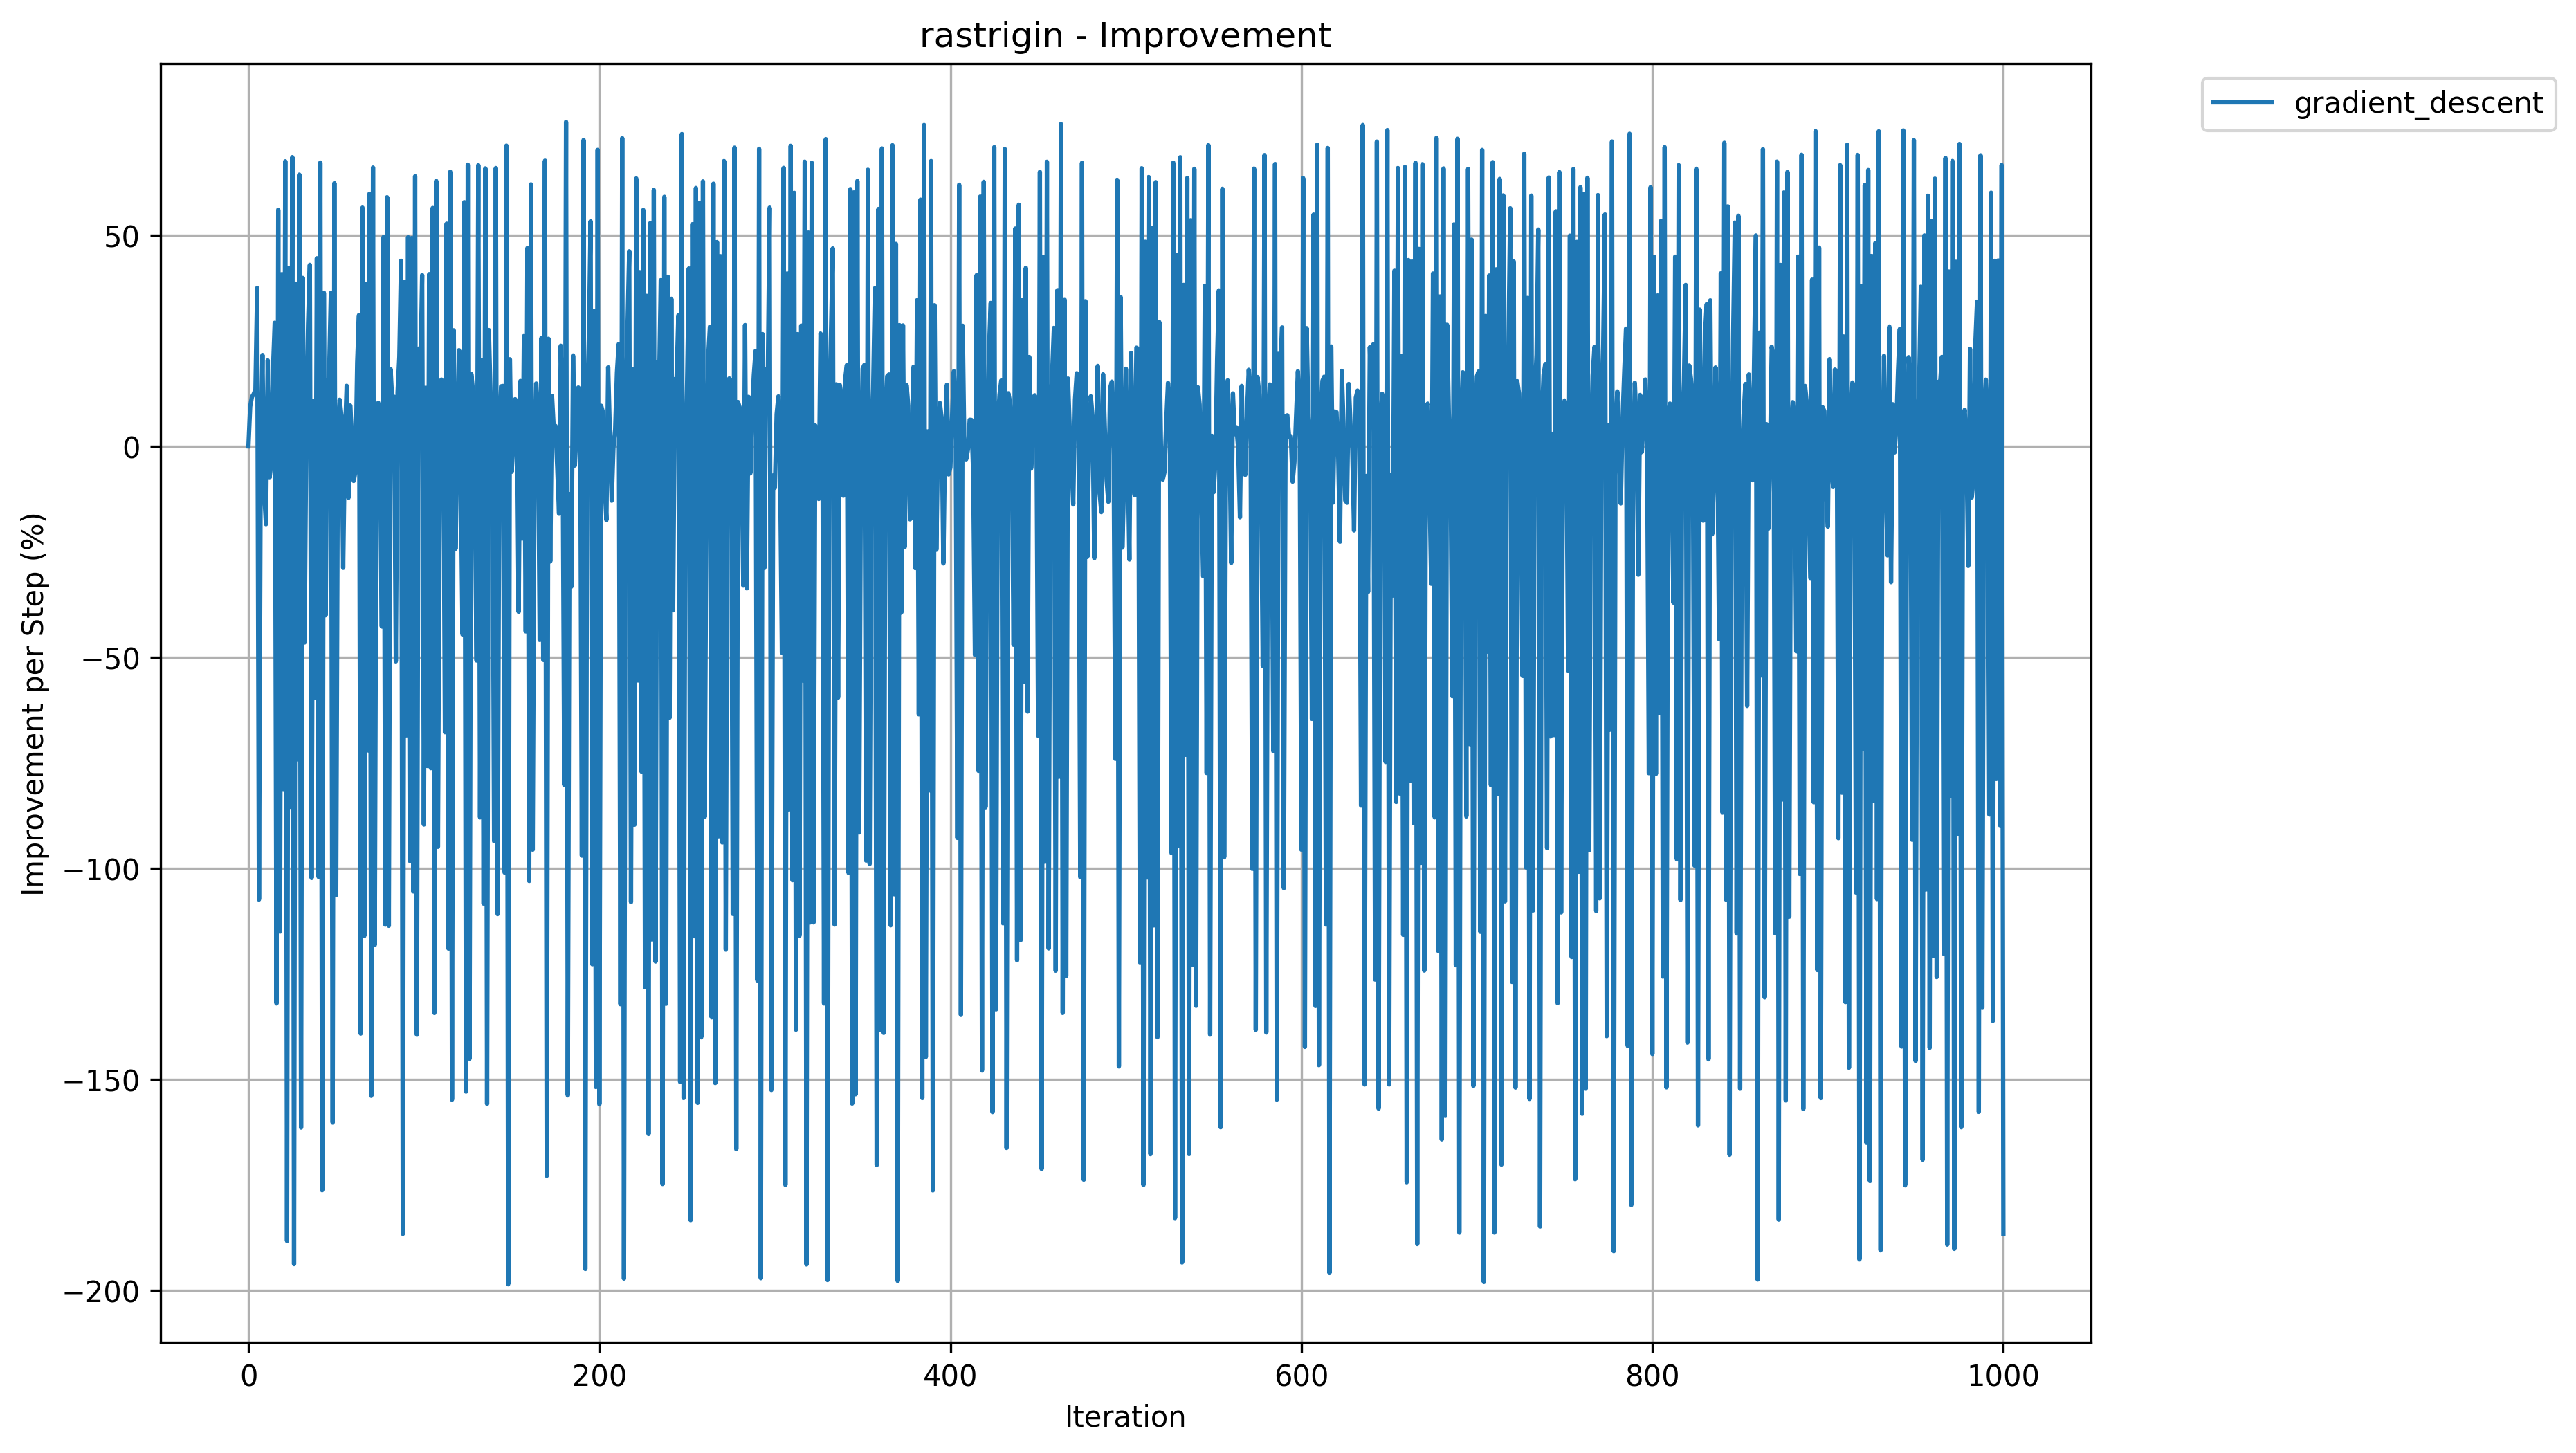 rastrigin - Improvement
gradient_descent
Improvement per Step (%)
50
0
−50
−100
−150
−200
0 200 400 600 800 1000
Iteration